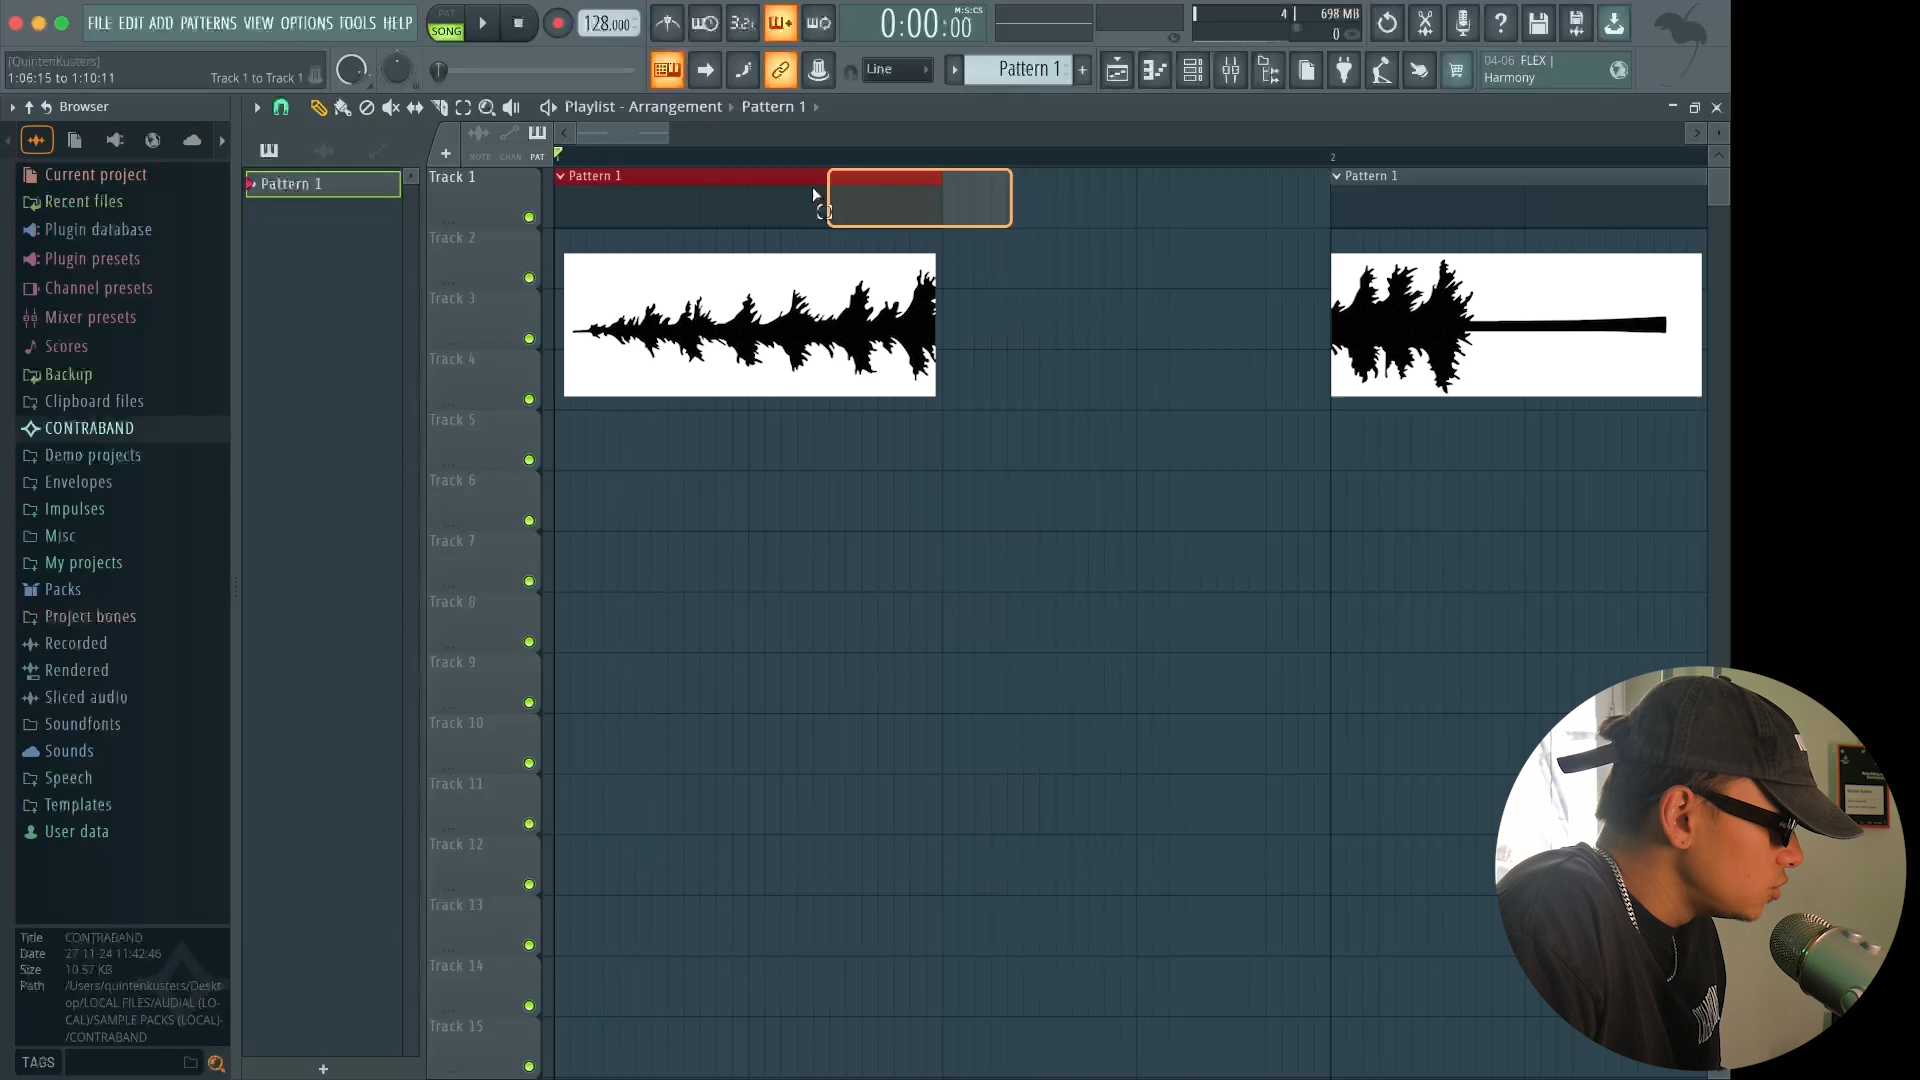 FILE EDIT ADD PATTERNS VIEW OPTIONS TOOLS HELP
PAT
SONG
128.000
3.2.
0:00:00
M:S:CS
4
698 MB
0
[QuintenKusters]
1:06:15 to 1:10:11
Track 1 to Track 1
Line
Pattern 1
04-06 FLEX |
Harmony
Browser
Playlist - Arrangement
Pattern 1
NOTE
CHAN
PAT
2
Current project
Recent files
Plugin database
Plugin presets
Channel presets
Mixer presets
Scores
Backup
Clipboard files
CONTRABAND
Demo projects
Envelopes
Impulses
Misc
My projects
Packs
Project bones
Recorded
Rendered
Sliced audio
Soundfonts
Sounds
Speech
Templates
User data
Pattern 1
Track 1
Track 2
Track 3
Track 4
Track 5
Track 6
Track 7
Track 8
Track 9
Track 10
Track 11
Track 12
Track 13
Track 14
Track 15
Pattern 1
Pattern 1
Title CONTRABAND
Date 27-11-24 11:42:46
Size 10.57 KB
Path /Users/quintenkusters/Deskt
op/LOCAL FILES/AUDIAL (LO-
CAL)/SAMPLE PACKS (LOCAL)-
/CONTRABAND
TAGS